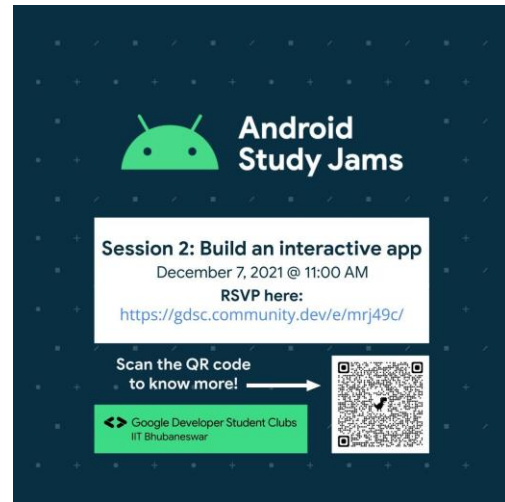 Android
Study Jams
Session 2: Build an interactive app
December 7, 2021 @ 11:00 AM
RSVP here:
https://gdsc.community.dev/e/mrj49c/
Scan the QR code
to know more!
Google Developer Student Clubs
IIT Bhubaneswar